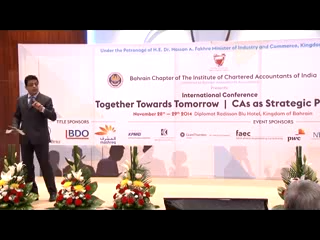 Under the Patronage of H.E. Dr. Hassan A. Fakhro Minister of Industry and Commerce, Kingdom
Bahrain Chapter of The Institute of Chartered Accountants of India
Presents
International Conference
Together Towards Tomorrow | CAs as Strategic P
November 28th - 29th 2014 Diplomat Radisson Blu Hotel, Kingdom of Bahrain
TITLE SPONSORS
EVENT SPONSORS
BDO
KPMG
faec
pwc